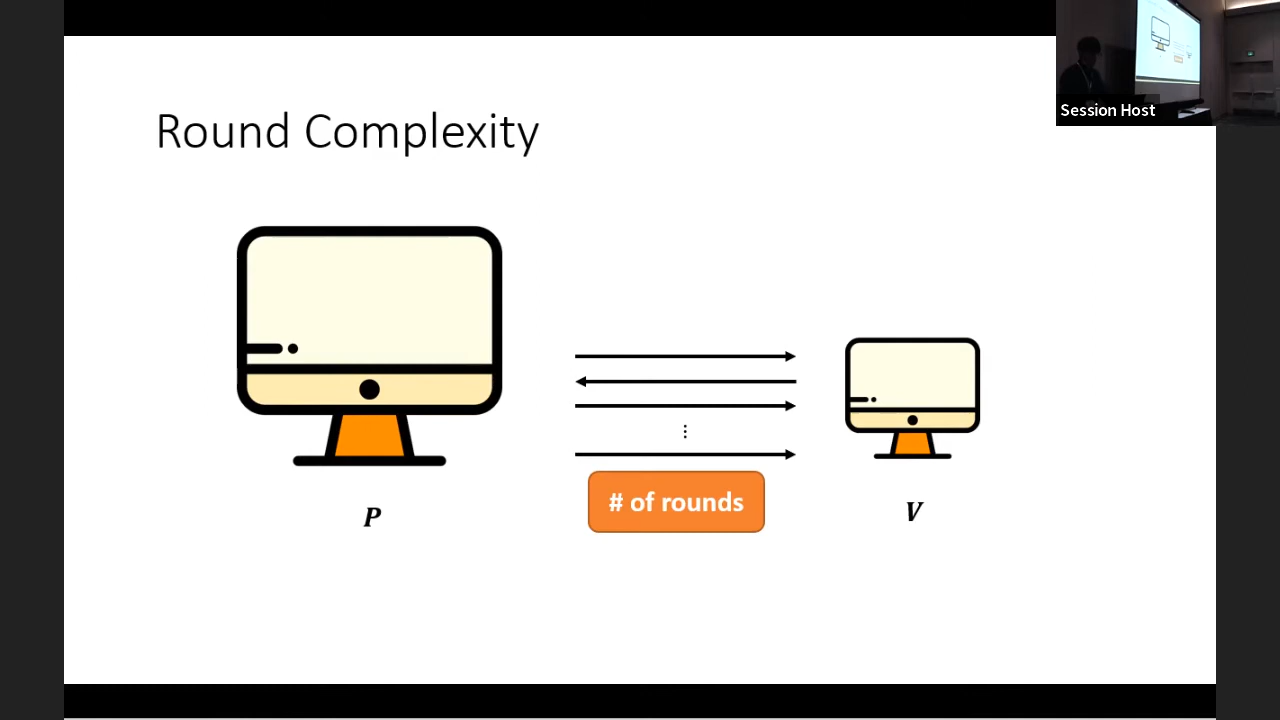 Session Host
Round Complexity
⋮
# of rounds
P
V